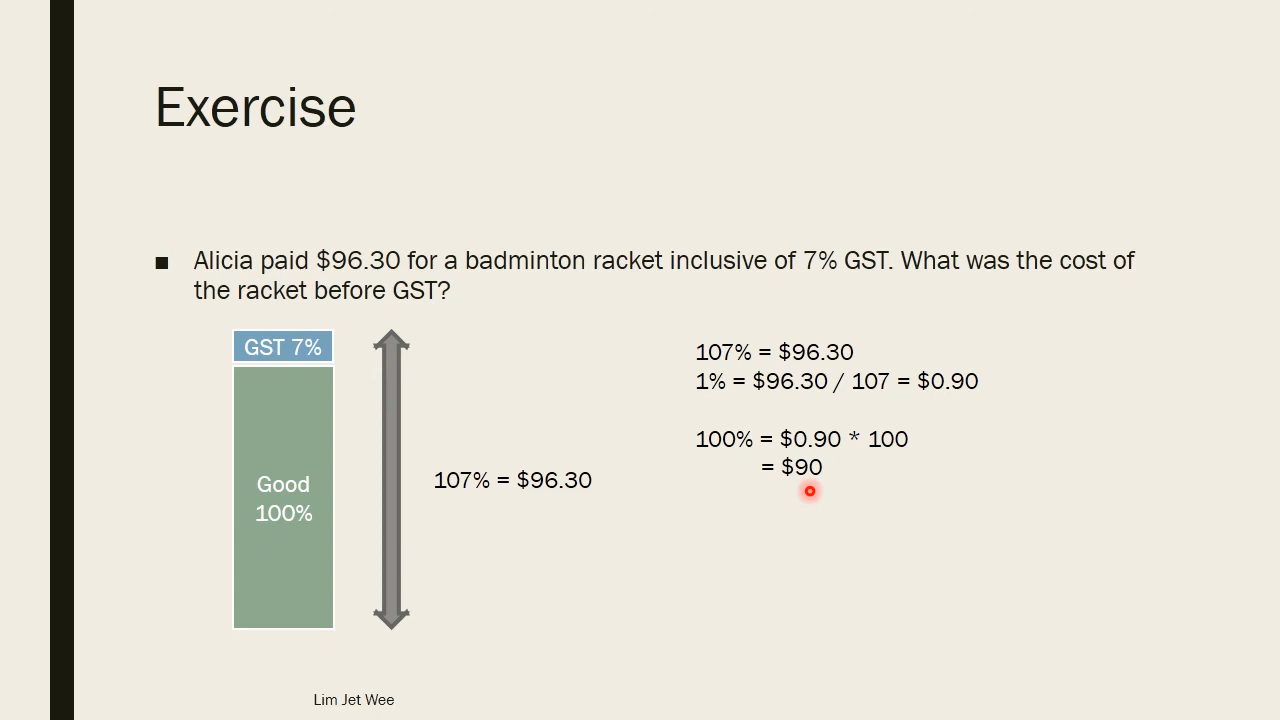 Exercise
■ Alicia paid $96.30 for a badminton racket inclusive of 7% GST. What was the cost of
the racket before GST?
GST 7%
Good
100%
107% = $96.30
107% = $96.30
1% = $96.30 / 107 = $0.90
100% = $0.90 * 100
= $90
Lim Jet Wee